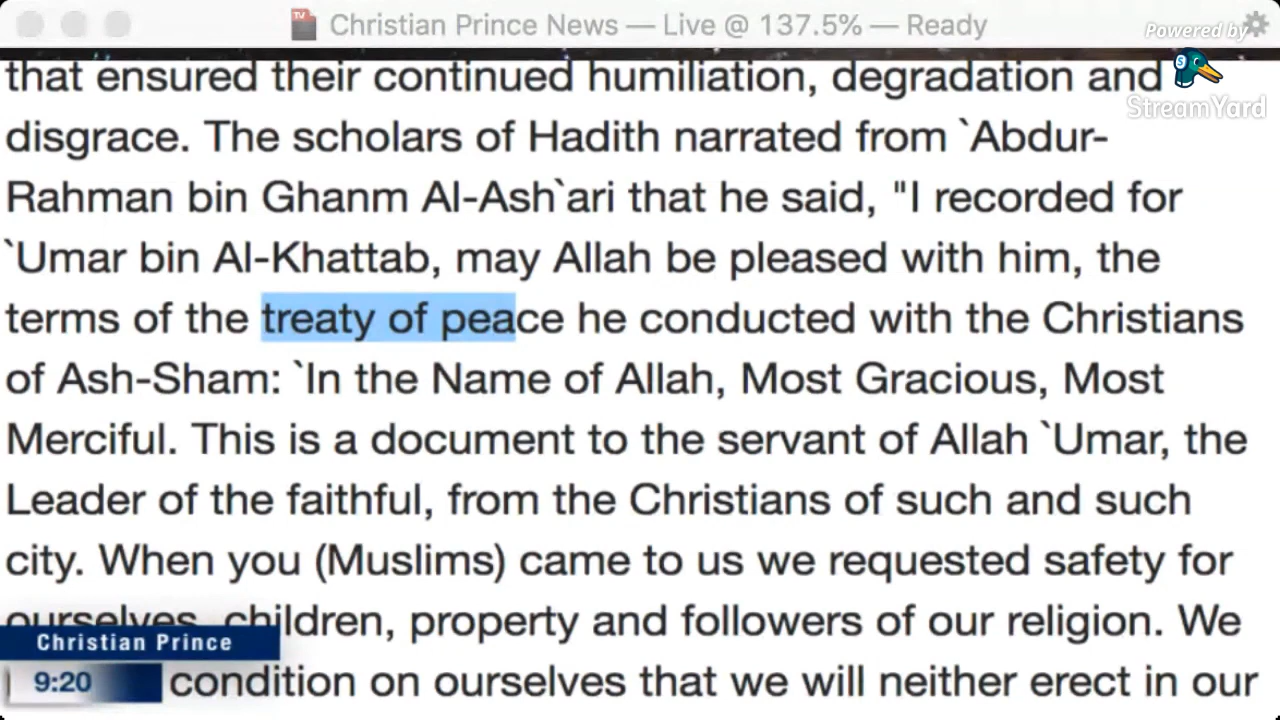 Christian Prince News — Live @ 137.5% — Ready
Powered by
StreamYard
that ensured their continued humiliation, degradation and
disgrace. The scholars of Hadith narrated from `Abdur-
Rahman bin Ghanm Al-Ash`ari that he said, "I recorded for
`Umar bin Al-Khattab, may Allah be pleased with him, the
terms of the treaty of peace he conducted with the Christians
of Ash-Sham: `In the Name of Allah, Most Gracious, Most
Merciful. This is a document to the servant of Allah `Umar, the
Leader of the faithful, from the Christians of such and such
city. When you (Muslims) came to us we requested safety for
ourselves, children, property and followers of our religion. We
condition on ourselves that we will neither erect in our
Christian Prince
9:20